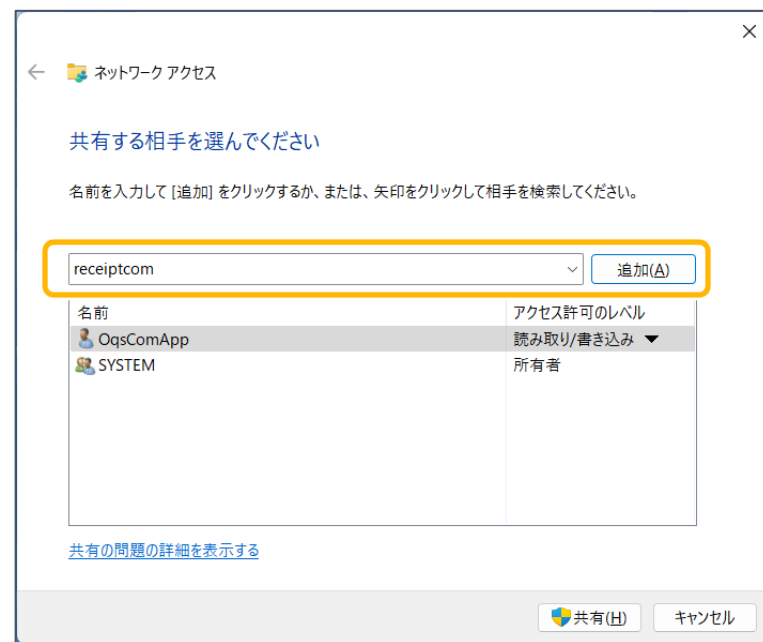 ネットワーク アクセス
共有する相手を選んでください
名前を入力して [追加] をクリックするか、または、矢印をクリックして相手を検索してください。
receiptcom
追加(A)
名前 アクセス許可のレベル
OqsComApp 読み取り/書き込み
SYSTEM 所有者
共有の問題の詳細を表示する
共有(H) キャンセル